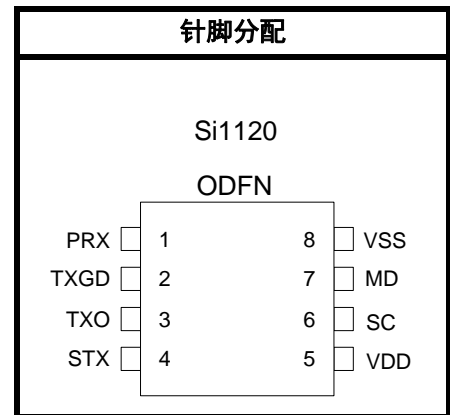 针脚分配
Si1120
ODFN
PRX 1 8 VSS
TXGD 2 7 MD
TXO 3 6 SC
STX 4 5 VDD